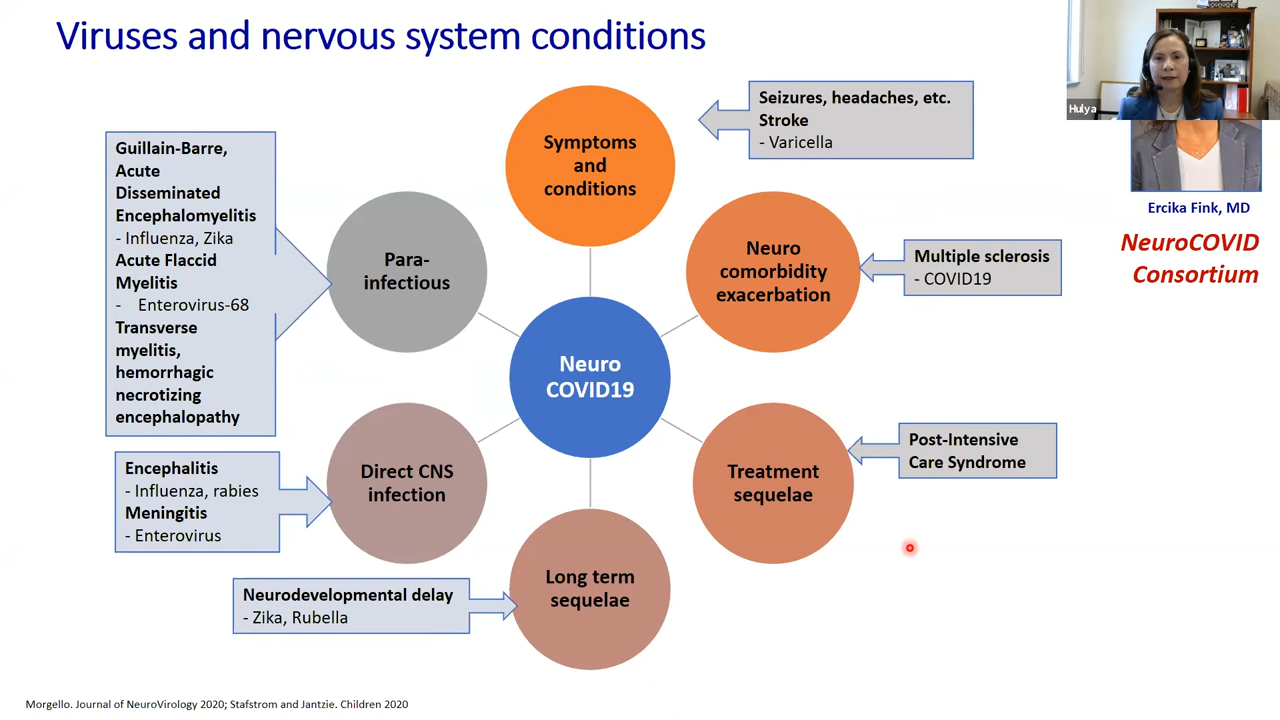 Viruses and nervous system conditions
Hulya
Ercika Fink, MD
NeuroCOVID
Consortium
Seizures, headaches, etc.
Stroke
- Varicella
Symptoms
and
conditions
Guillain-Barre,
Acute
Disseminated
Encephalomyelitis
- Influenza, Zika
Acute Flaccid
Myelitis
- Enterovirus-68
Transverse
myelitis,
hemorrhagic
necrotizing
encephalopathy
Para-
infectious
Neuro
comorbidity
exacerbation
Multiple sclerosis
- COVID19
Neuro
COVID19
Encephalitis
- Influenza, rabies
Meningitis
- Enterovirus
Direct CNS
infection
Treatment
sequelae
Post-Intensive
Care Syndrome
Neurodevelopmental delay
- Zika, Rubella
Long term
sequelae
Morgello. Journal of NeuroVirology 2020; Stafstrom and Jantzie. Children 2020